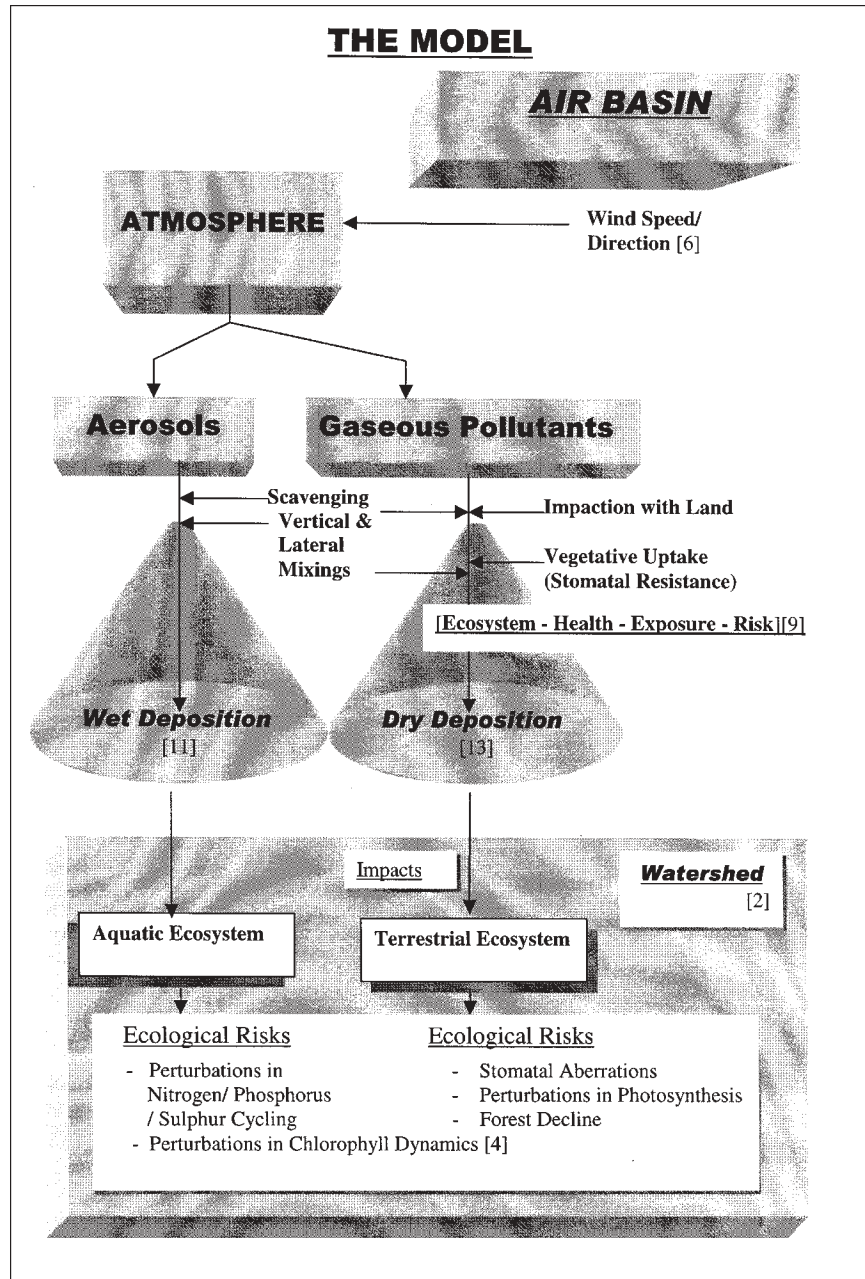 THE MODEL
AIR BASIN
ATMOSPHERE
Wind Speed/
Direction [6]
Aerosols
Gaseous Pollutants
Scavenging
Vertical &
Lateral
Mixings
Impaction with Land
Vegetative Uptake
(Stomatal Resistance)
[Ecosystem - Health - Exposure - Risk][9]
Wet Deposition
[11]
Dry Deposition
[13]
Impacts
Watershed
[2]
Aquatic Ecosystem
Terrestrial Ecosystem
Ecological Risks
- Perturbations in
Nitrogen/ Phosphorus
/ Sulphur Cycling
- Perturbations in Chlorophyll Dynamics [4]
Ecological Risks
- Stomatal Aberrations
- Perturbations in Photosynthesis
- Forest Decline